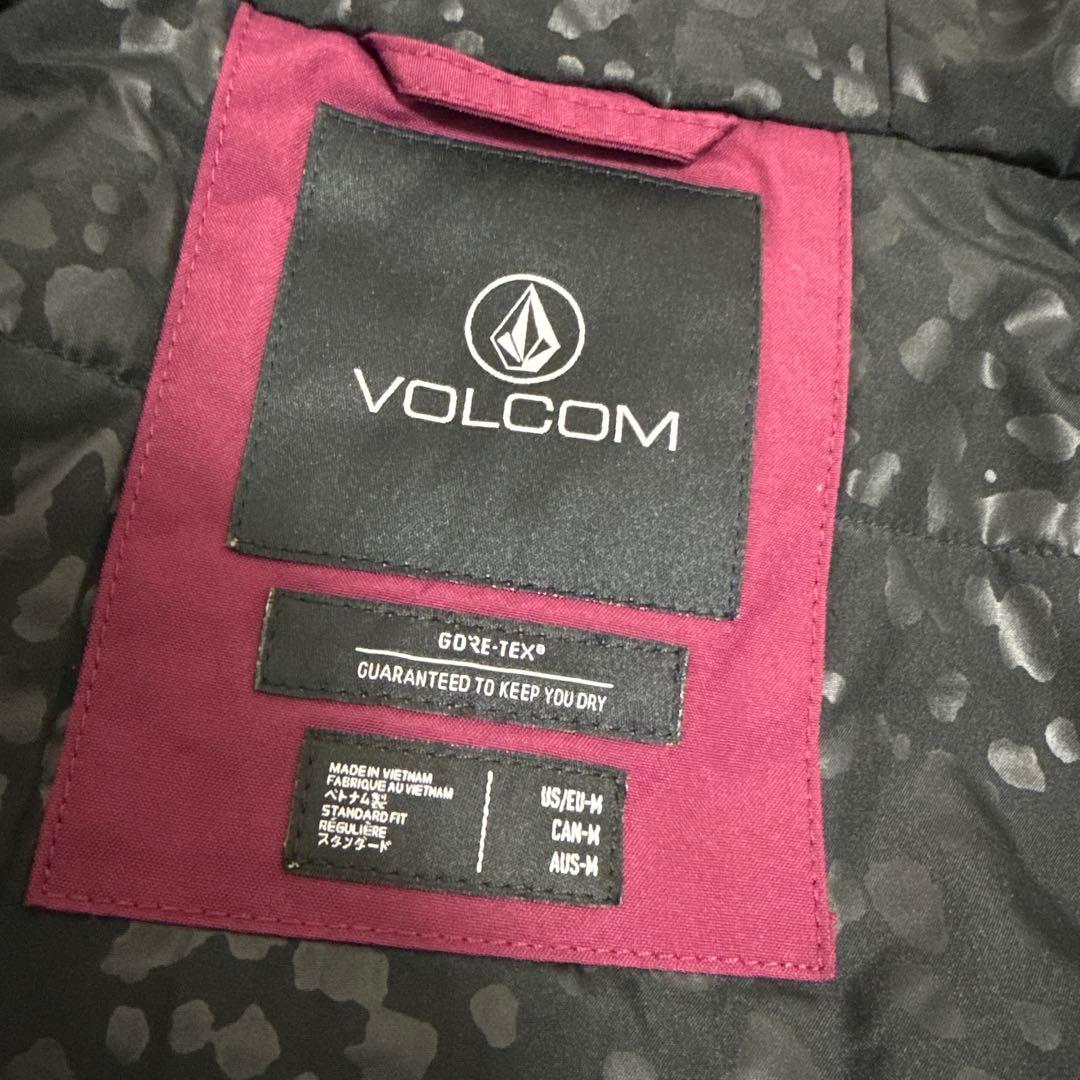 VOLCOM
GORE-TEX®
GUARANTEED TO KEEP YOU DRY
MADE IN VIETNAM
FABRIQUE AU VIETNAM
ベトナム製
STANDARD FIT
RÉGULIÈRE
スタンダード
US/EU-M
CAN-M
AUS-M